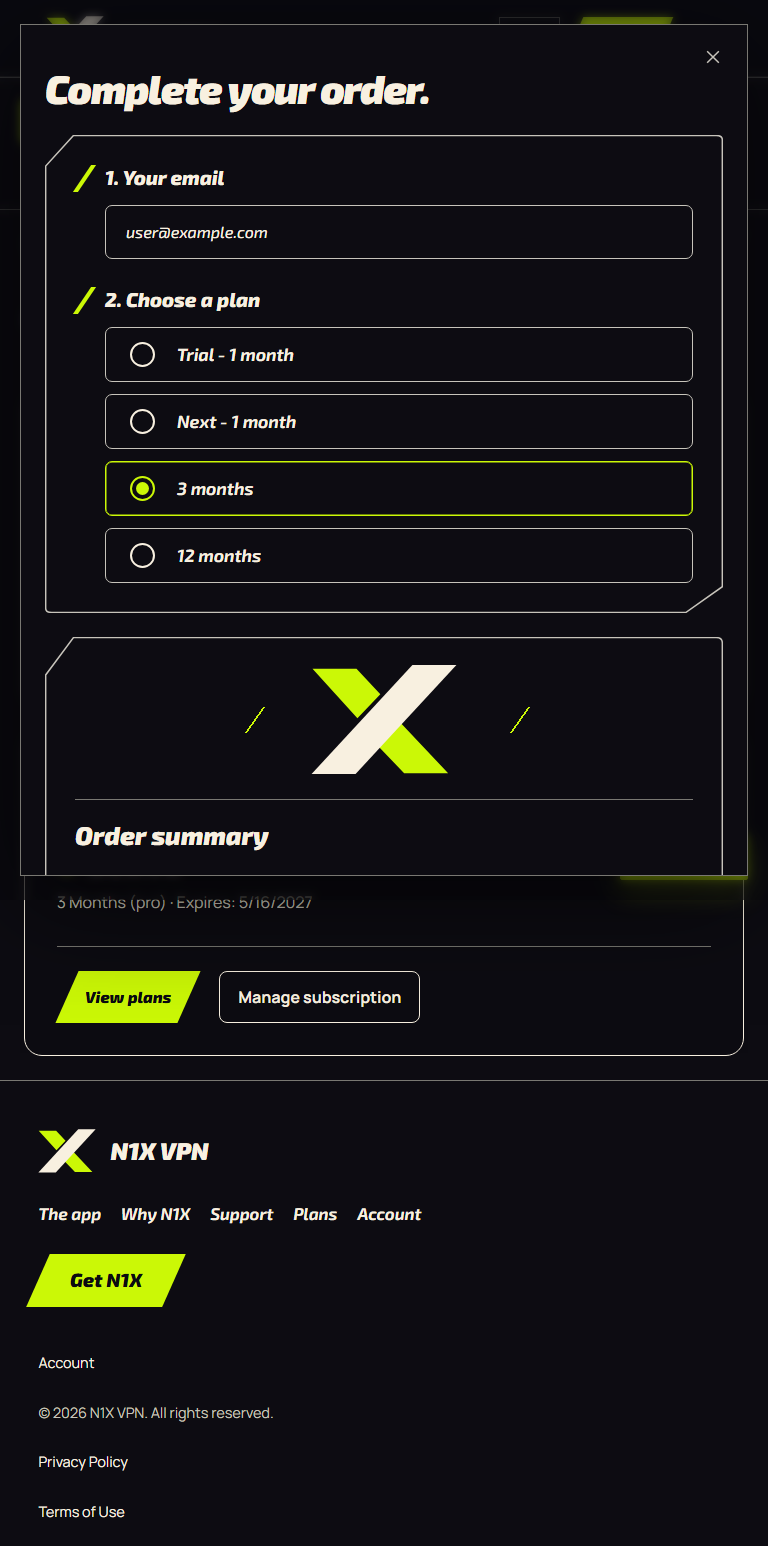 Complete your order.
1. Your email
user@example.com
2. Choose a plan
Trial - 1 month
Next - 1 month
3 months
12 months
Order summary
3 Months (pro) · Expires: 5/16/2027
View plans
Manage subscription
N1X VPN
The app Why N1X Support Plans Account
Get N1X
Account
© 2026 N1X VPN. All rights reserved.
Privacy Policy
Terms of Use